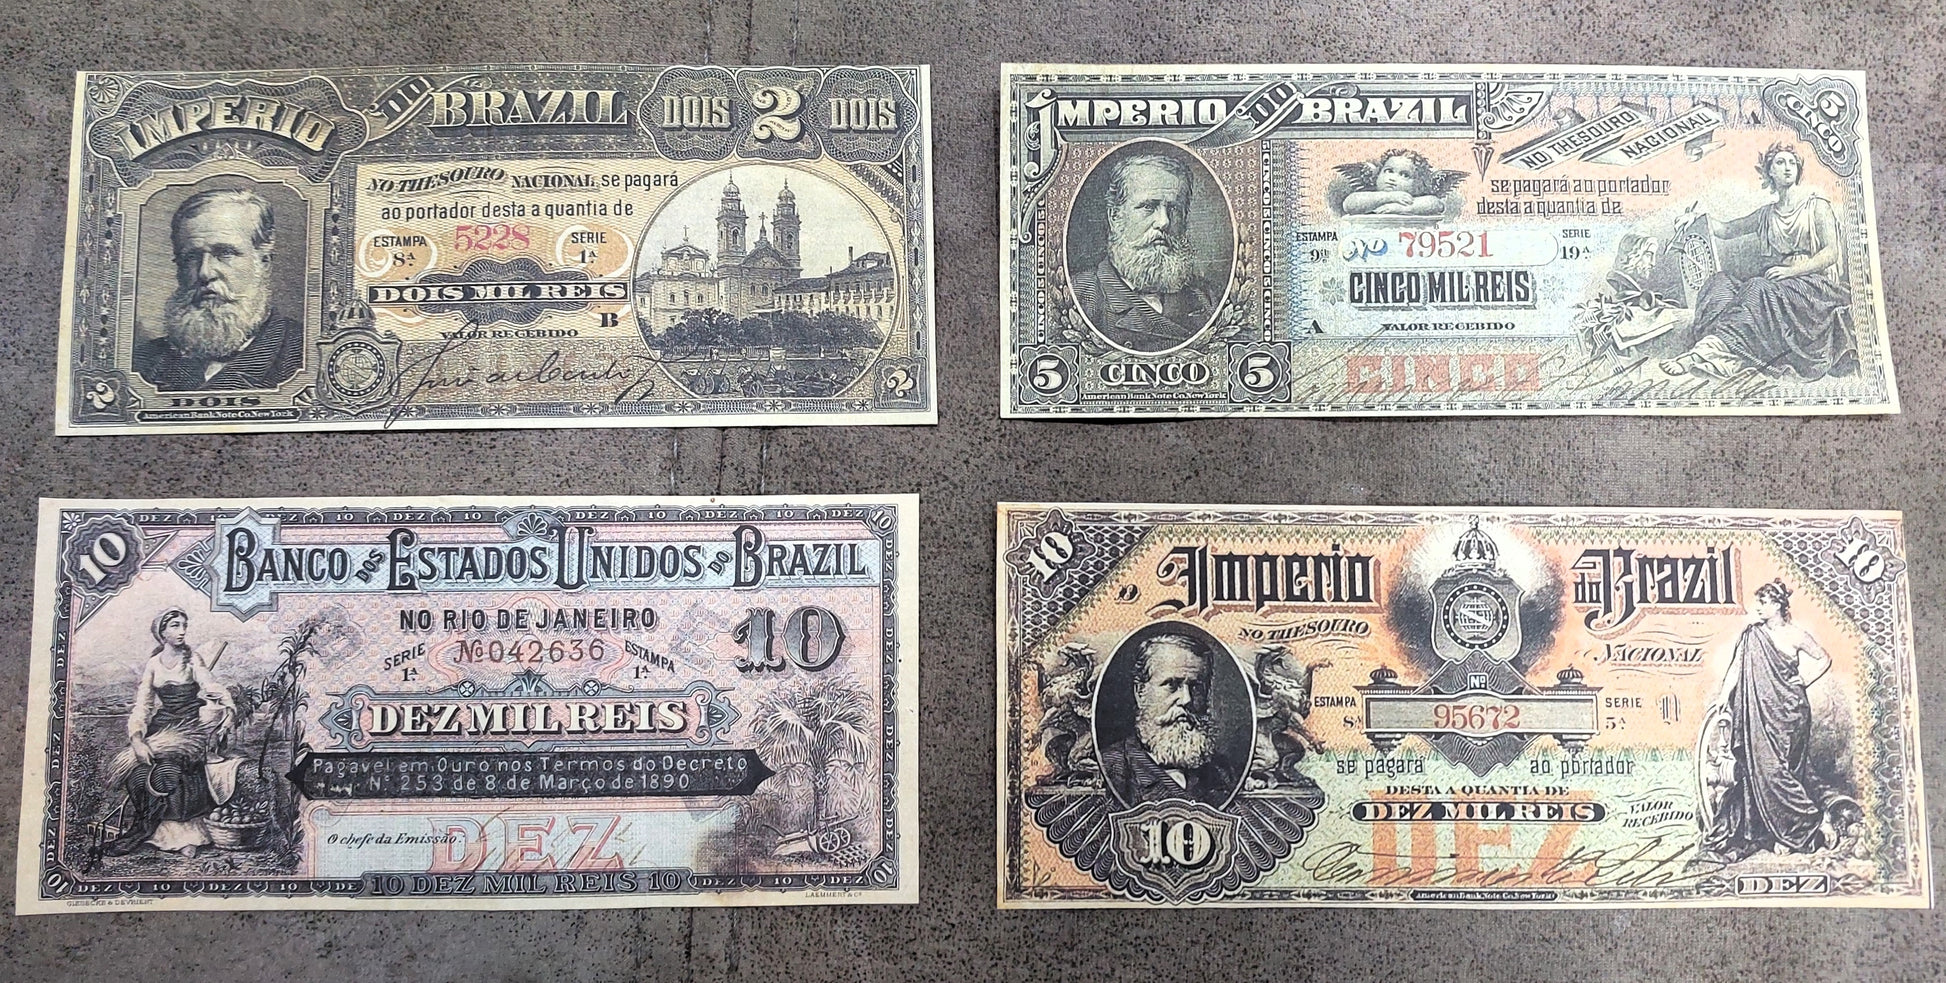 IMPERIO DO BRAZIL
DOIS 2 DOIS
NO THESOURO NACIONAL se pagará
ao portador desta a quantia de
ESTAMPA 5228 SERIE
8ª 1ª
DOIS MIL REIS
VALOR RECEBIDO B
2 DOIS 2
American Bank Note Co. New York
IMPERIO DO BRAZIL
5
CINCO
NO THESOURO NACIONAL
A
se pagará ao portador
desta a quantia de
ESTAMPA Nº 79521 SERIE
9ª 19ª
CINCO MIL REIS
A VALOR RECEBIDO
CINCO
5 CINCO 5
American Bank Note Co. New York
DEZ 10 DEZ 10 DEZ 10 DEZ 10 DEZ
10
BANCO DOS ESTADOS UNIDOS DO BRAZIL
NO RIO DE JANEIRO
10
SERIE Nº 042636 ESTAMPA
1ª 1ª
DEZ MIL REIS
Pagavel em Ouro nos Termos do Decreto
Nº 253 de 8 de Março de 1890
O chefe da Emissão
DEZ
10 DEZ MIL REIS 10
GIESECKE & DEVRIENT
LAEMMERT & Cº
10 10
O Imperio do Brazil
NO THESOURO NACIONAL
ESTAMPA Nº SERIE
8ª 95672 5ª
se pagará ao portador
DESTA A QUANTIA DE
DEZ MIL REIS
VALOR RECEBIDO
DEZ
10
DEZ
American Bank Note Co. New York